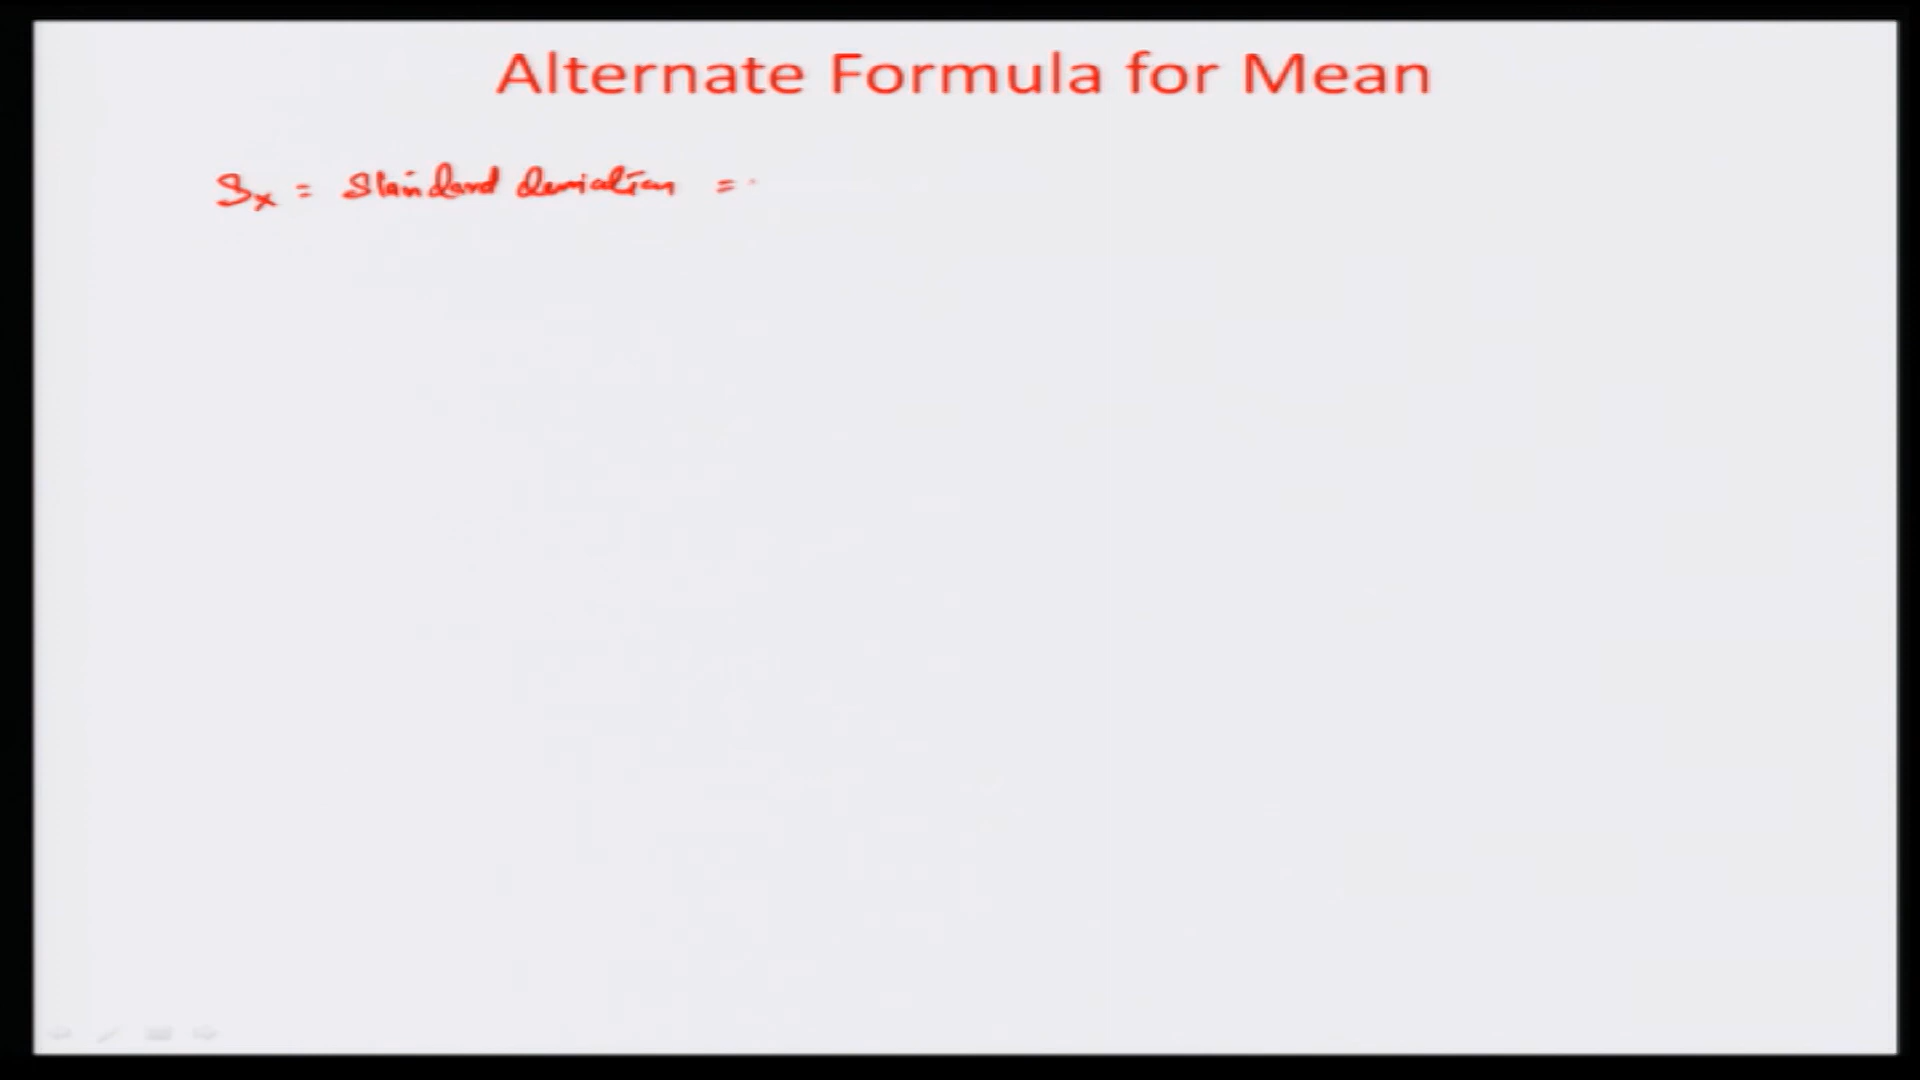 Alternate Formula for Mean
Sx = Standard deviation =